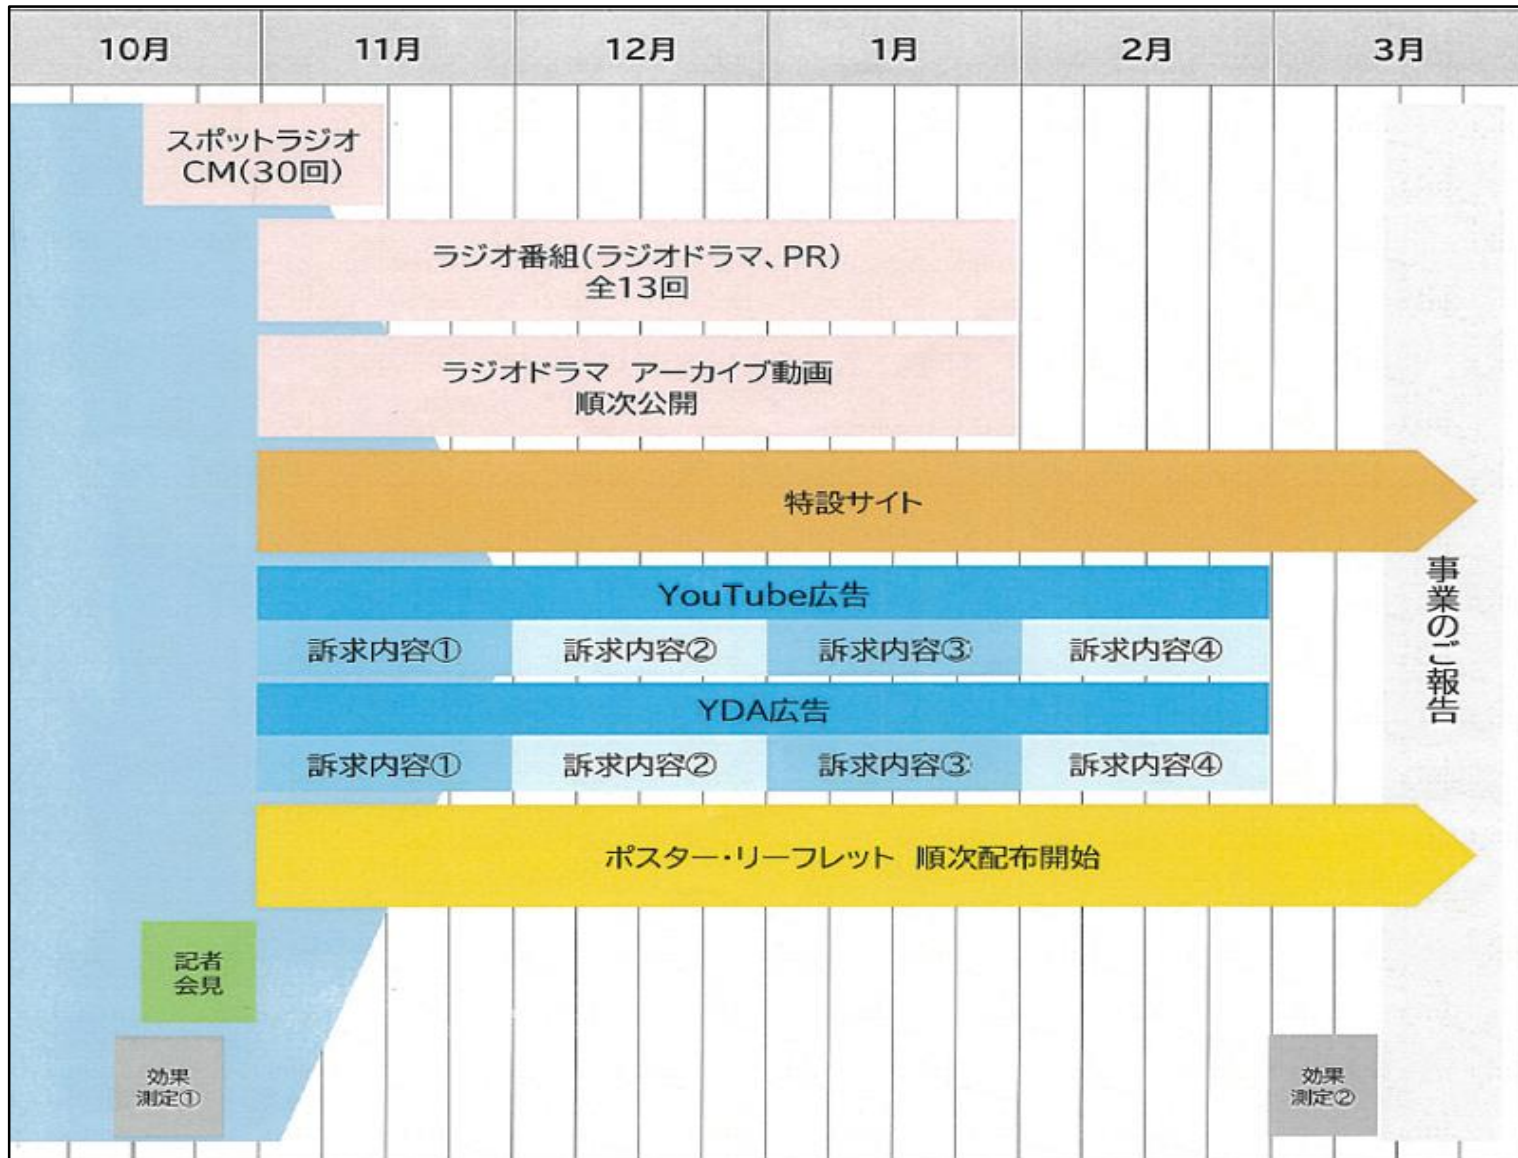 10月 11月 12月 1月 2月 3月
スポットラジオ
CM(30回)
ラジオ番組(ラジオドラマ、PR)
全13回
ラジオドラマ アーカイブ動画
順次公開
特設サイト
YouTube広告
訴求内容① 訴求内容② 訴求内容③ 訴求内容④
YDA広告
訴求内容① 訴求内容② 訴求内容③ 訴求内容④
ポスター・リーフレット 順次配布開始
記者
会見
効果
測定①
効果
測定②
事業のご報告